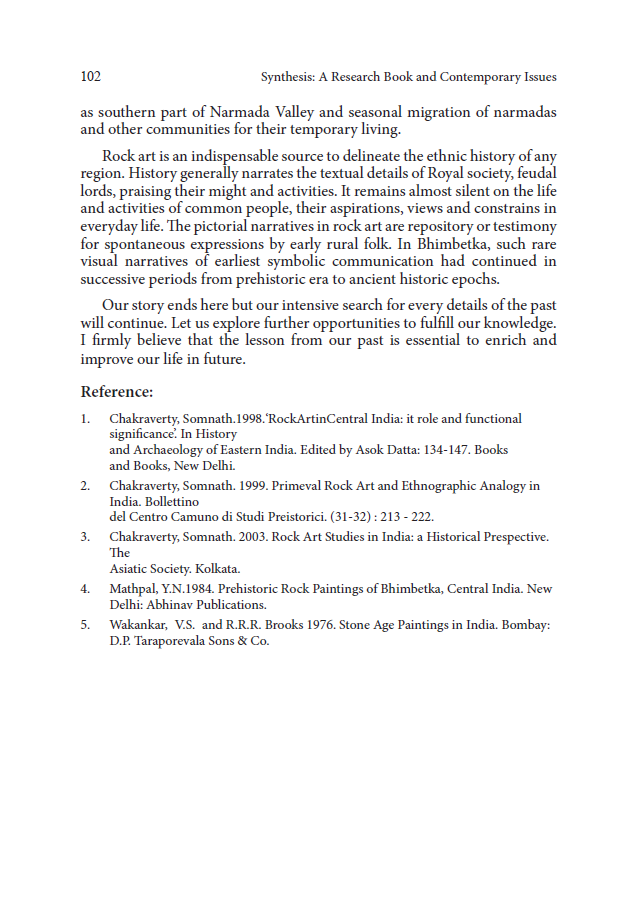 102 Synthesis: A Research Book and Contemporary Issues
as southern part of Narmada Valley and seasonal migration of narmadas
and other communities for their temporary living.
Rock art is an indispensable source to delineate the ethnic history of any
region. History generally narrates the textual details of Royal society, feudal
lords, praising their might and activities. It remains almost silent on the life
and activities of common people, their aspirations, views and constrains in
everyday life. The pictorial narratives in rock art are repository or testimony
for spontaneous expressions by early rural folk. In Bhimbetka, such rare
visual narratives of earliest symbolic communication had continued in
successive periods from prehistoric era to ancient historic epochs.
Our story ends here but our intensive search for every details of the past
will continue. Let us explore further opportunities to fulfill our knowledge.
I firmly believe that the lesson from our past is essential to enrich and
improve our life in future.
Reference:
1. Chakraverty, Somnath.1998.‘RockArtinCentral India: it role and functional
significance’. In History
and Archaeology of Eastern India. Edited by Asok Datta: 134-147. Books
and Books, New Delhi.
2. Chakraverty, Somnath. 1999. Primeval Rock Art and Ethnographic Analogy in
India. Bollettino
del Centro Camuno di Studi Preistorici. (31-32) : 213 - 222.
3. Chakraverty, Somnath. 2003. Rock Art Studies in India: a Historical Prespective.
The
Asiatic Society. Kolkata.
4. Mathpal, Y.N.1984. Prehistoric Rock Paintings of Bhimbetka, Central India. New
Delhi: Abhinav Publications.
5. Wakankar, V.S. and R.R.R. Brooks 1976. Stone Age Paintings in India. Bombay:
D.P. Taraporevala Sons & Co.